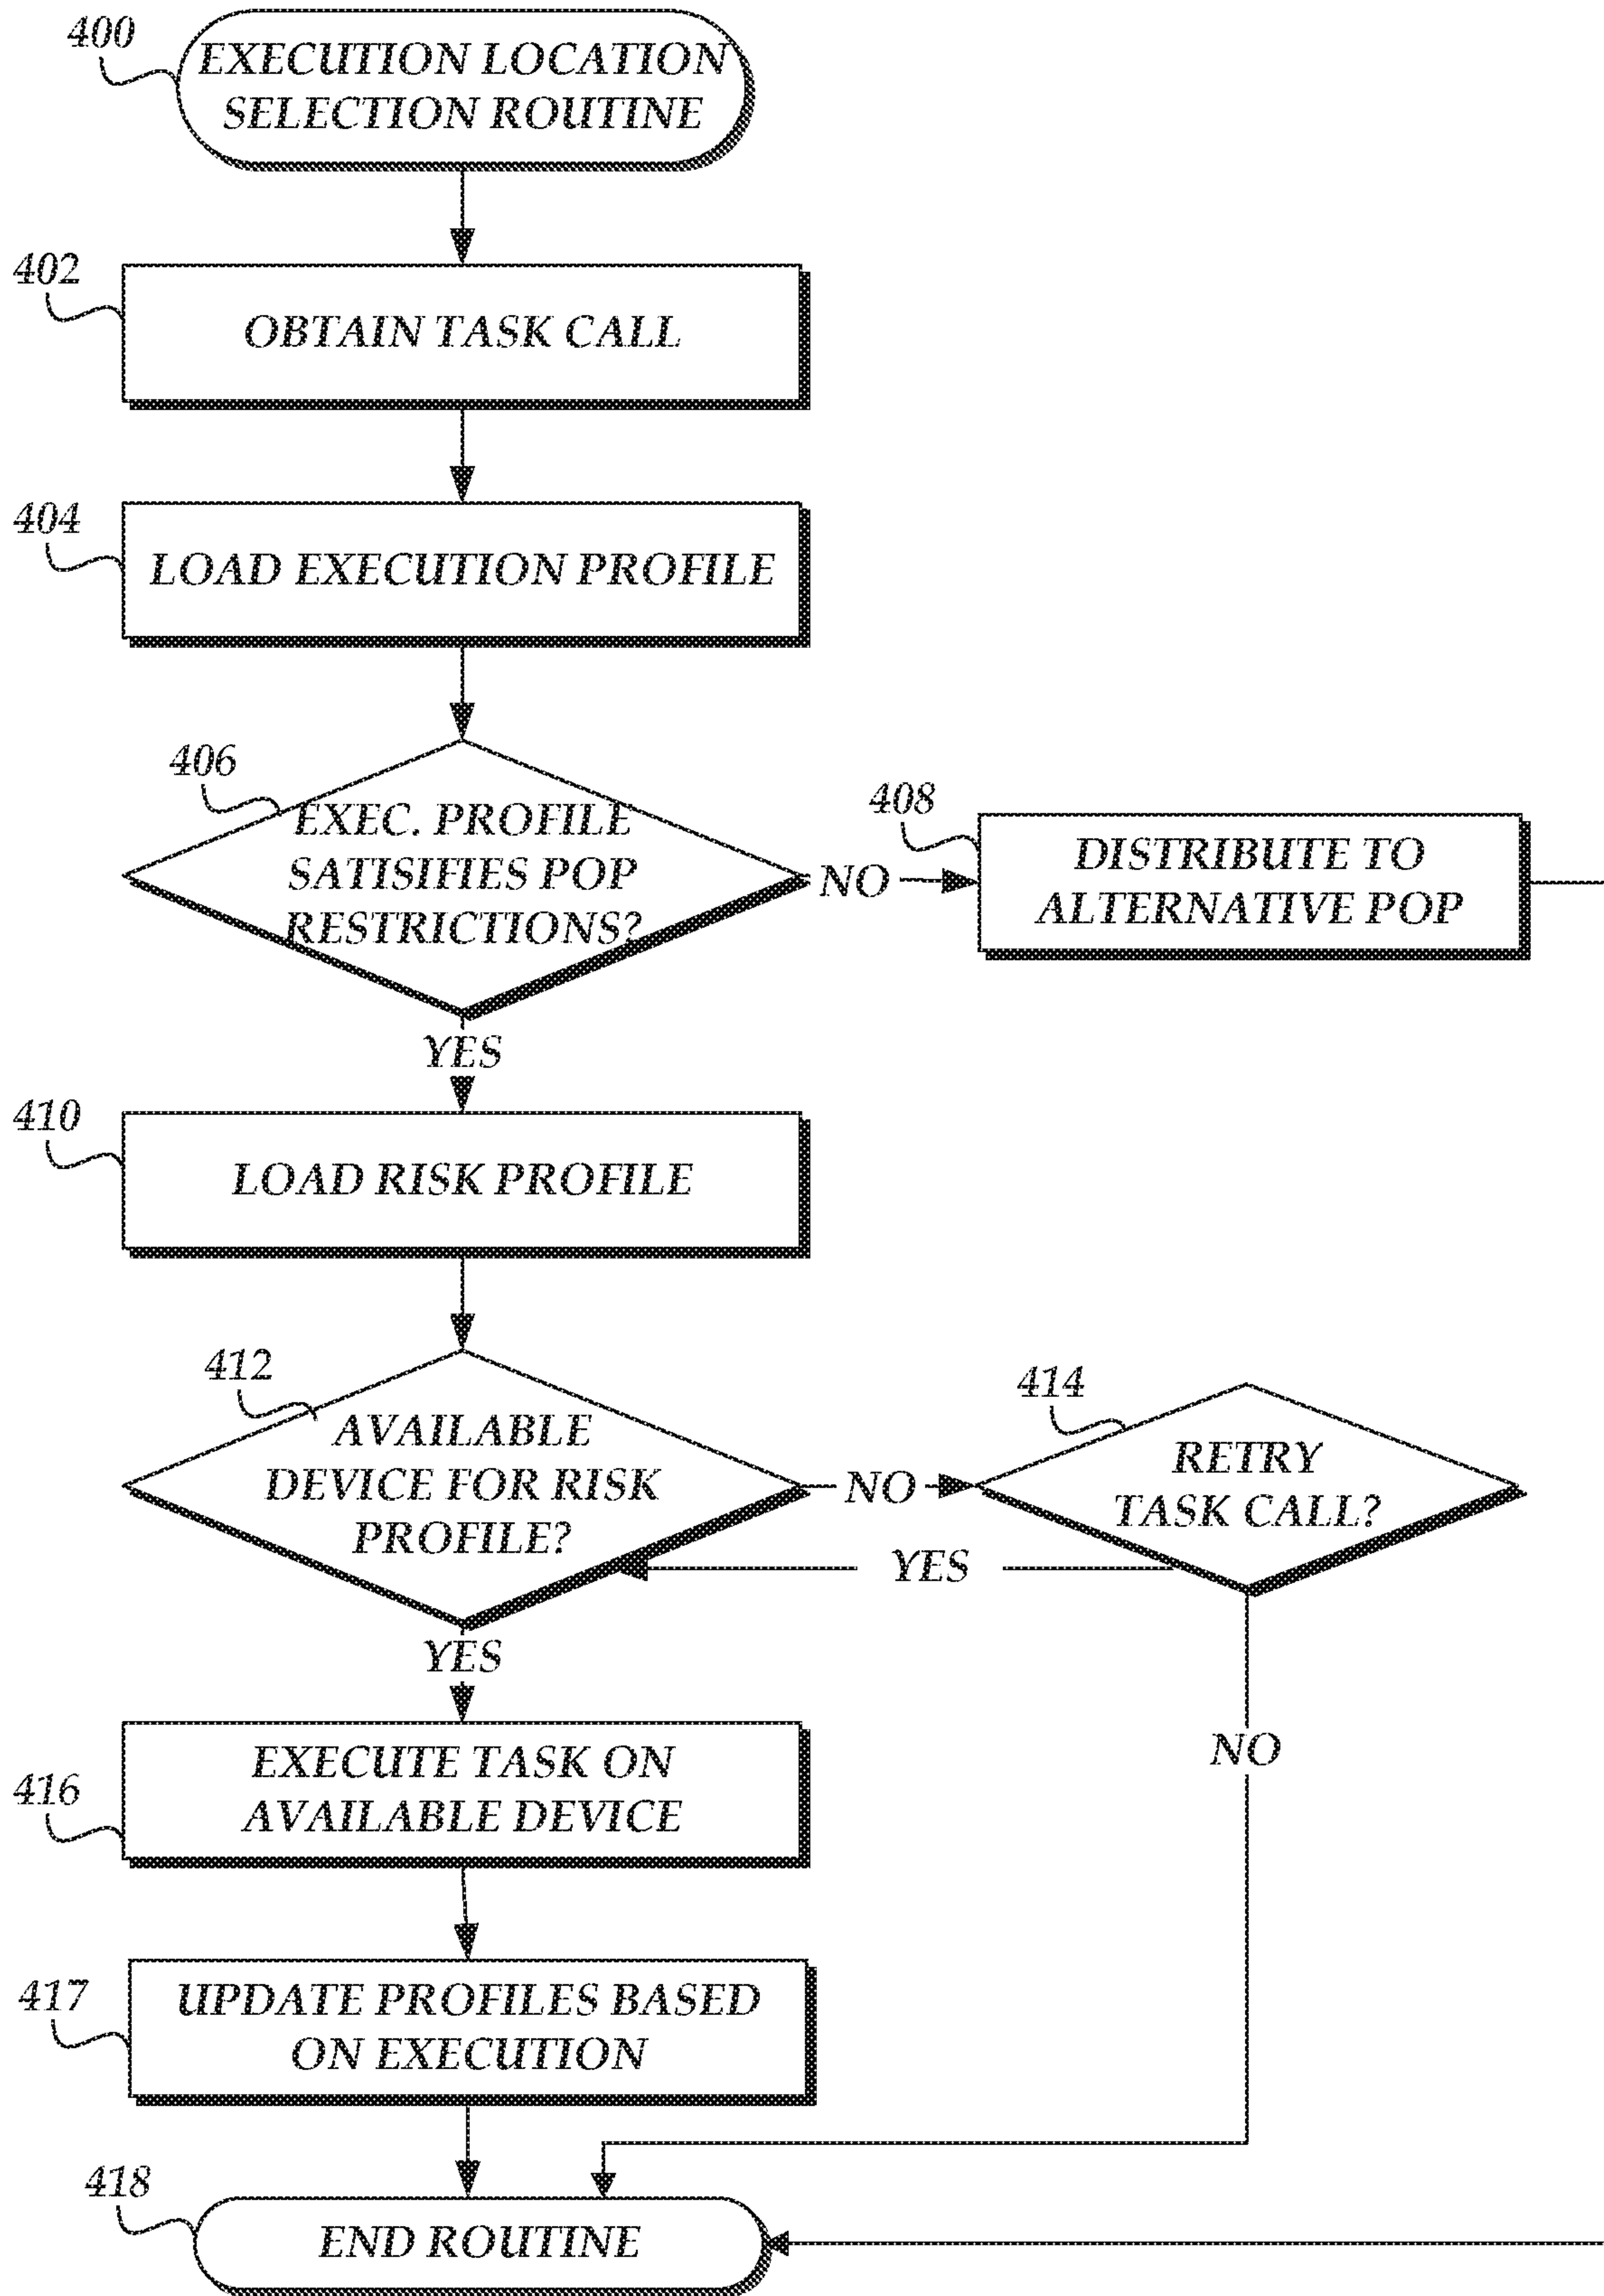 400
EXECUTION LOCATION
SELECTION ROUTINE
402
OBTAIN TASK CALL
404
LOAD EXECUTION PROFILE
406
EXEC. PROFILE
SATISIFIES POP
RESTRICTIONS?
NO
408
DISTRIBUTE TO
ALTERNATIVE POP
YES
410
LOAD RISK PROFILE
412
AVAILABLE
DEVICE FOR RISK
PROFILE?
NO
414
RETRY
TASK CALL?
YES
YES
NO
416
EXECUTE TASK ON
AVAILABLE DEVICE
417
UPDATE PROFILES BASED
ON EXECUTION
418
END ROUTINE